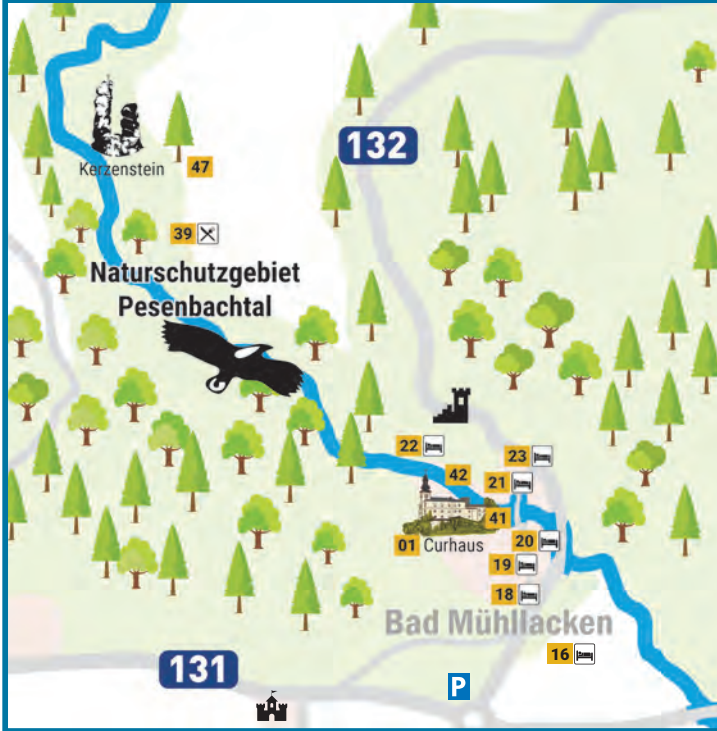 132
Kerzenstein
47
39
Naturschutzgebiet
Pesenbachtal
22
23
42
21
41
01 Curhaus
20
19
18
Bad Mühllacken
16
131
P